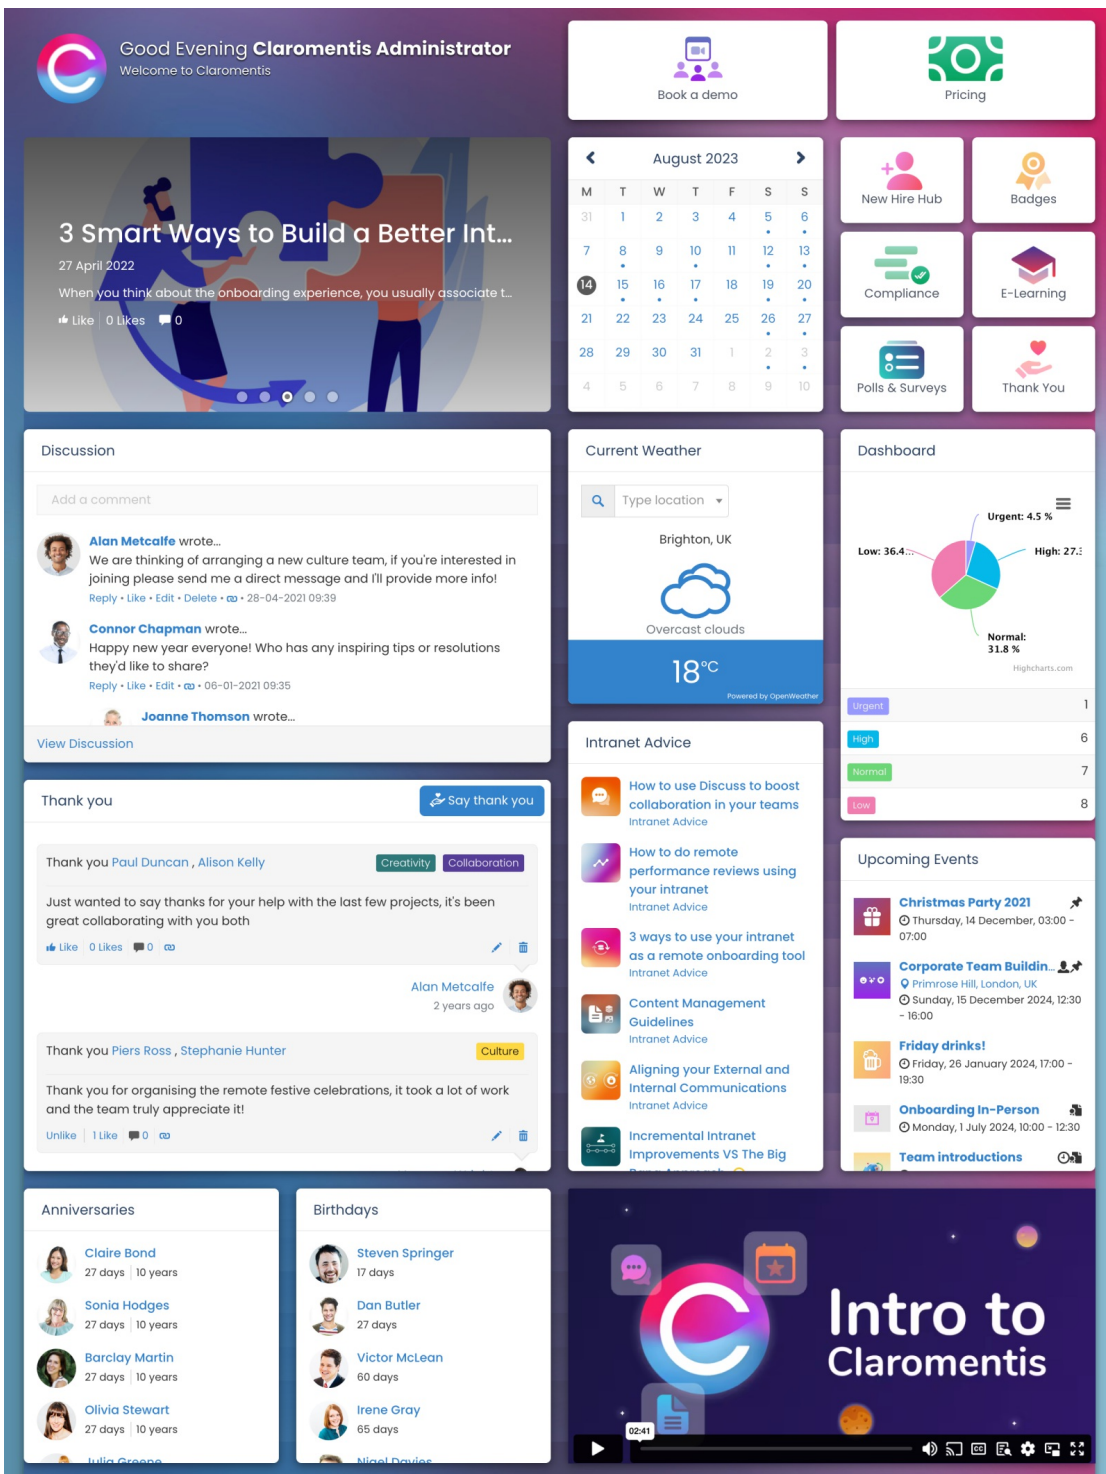 Good Evening Claromentis Administrator
Welcome to Claromentis
Book a demo
Pricing
3 Smart Ways to Build a Better Int...
27 April 2022
When you think about the onboarding experience, you usually associate t...
Like 0 Likes 0
August 2023
M T W T F S S
31 1 2 3 4 5 6
7 8 9 10 11 12 13
14 15 16 17 18 19 20
21 22 23 24 25 26 27
28 29 30 31 1 2 3
4 5 6 7 8 9 10
New Hire Hub
Badges
Compliance
E-Learning
Polls & Surveys
Thank You
Discussion
Add a comment
Alan Metcalfe wrote...
We are thinking of arranging a new culture team, if you're interested in
joining please send me a direct message and I'll provide more info!
Reply • Like • Edit • Delete • • 28-04-2021 09:39
Connor Chapman wrote...
Happy new year everyone! Who has any inspiring tips or resolutions
they'd like to share?
Reply • Like • Edit • • 06-01-2021 09:35
Joanne Thomson wrote...
View Discussion
Current Weather
Type location
Brighton, UK
Overcast clouds
18°C
Powered by OpenWeather
Dashboard
Urgent: 4.5 %
Low: 36.4...
High: 27.3
Normal:
31.8 %
Highcharts.com
Urgent 1
High 6
Normal 7
Low 8
Thank you
Say thank you
Thank you Paul Duncan , Alison Kelly
Creativity Collaboration
Just wanted to say thanks for your help with the last few projects, it's been
great collaborating with you both
Like 0 Likes 0
Alan Metcalfe
2 years ago
Thank you Piers Ross , Stephanie Hunter
Culture
Thank you for organising the remote festive celebrations, it took a lot of work
and the team truly appreciate it!
Unlike 1 Like 0
Intranet Advice
How to use Discuss to boost
collaboration in your teams
Intranet Advice
How to do remote
performance reviews using
your intranet
Intranet Advice
3 ways to use your intranet
as a remote onboarding tool
Intranet Advice
Content Management
Guidelines
Intranet Advice
Aligning your External and
Internal Communications
Intranet Advice
Incremental Intranet
Improvements VS The Big
Bang Approach
Upcoming Events
Christmas Party 2021
Thursday, 14 December, 03:00 -
07:00
Corporate Team Buildin...
Primrose Hill, London, UK
Sunday, 15 December 2024, 12:30
- 16:00
Friday drinks!
Friday, 26 January 2024, 17:00 -
19:30
Onboarding In-Person
Monday, 1 July 2024, 10:00 - 12:30
Team introductions
Anniversaries
Claire Bond
27 days 10 years
Sonia Hodges
27 days 10 years
Barclay Martin
27 days 10 years
Olivia Stewart
27 days 10 years
Julia Greene
Birthdays
Steven Springer
17 days
Dan Butler
27 days
Victor McLean
60 days
Irene Gray
65 days
Nigel Davies
Intro to
Claromentis
02:41
CC